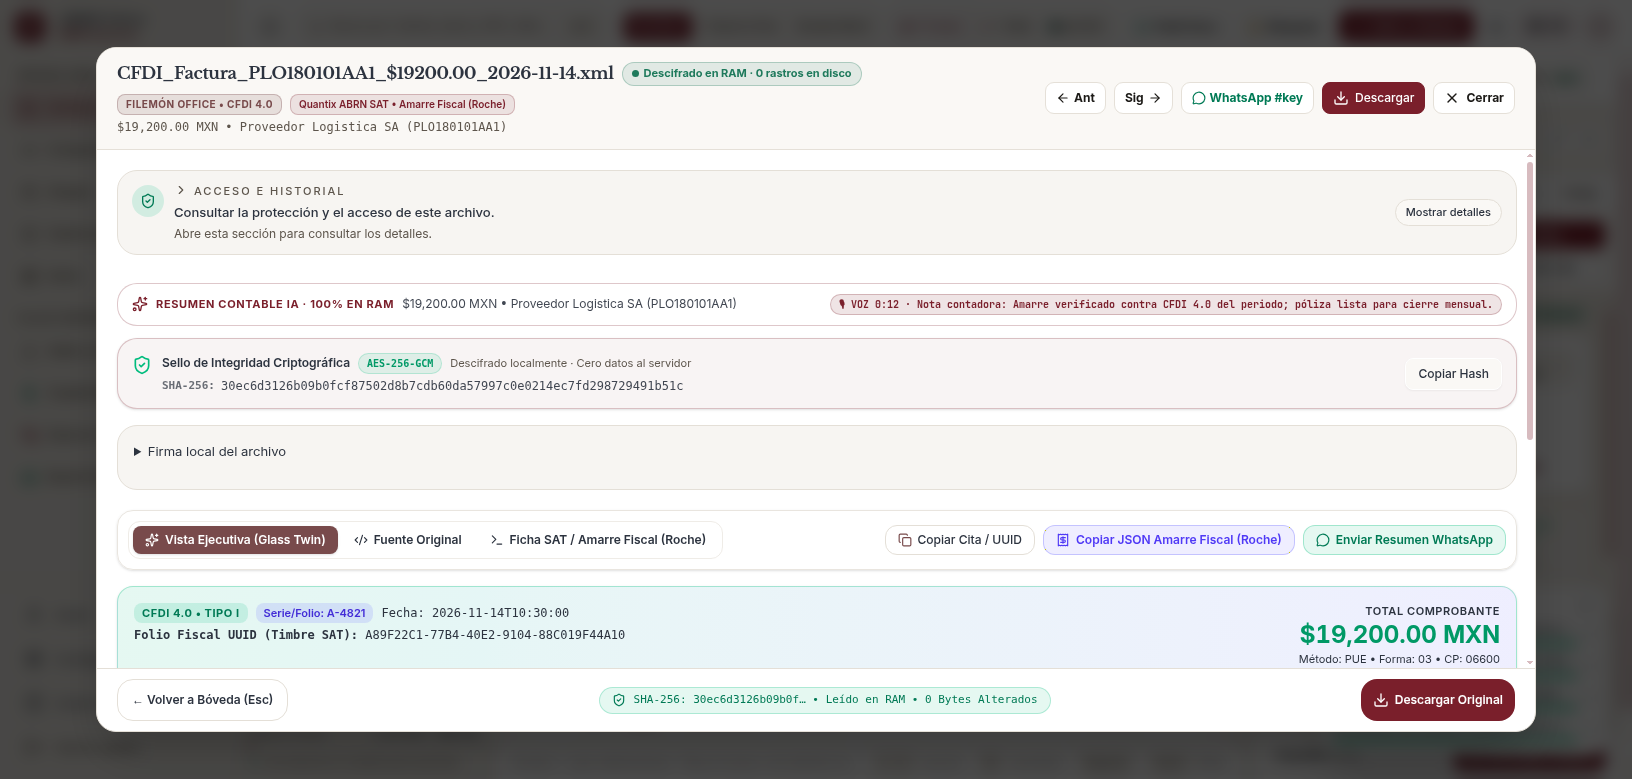 CFDI_Factura_PLO180101AA1_$19200.00_2026-11-14.xml
Descifrado en RAM · 0 rastros en disco
FILEMÓN OFFICE • CFDI 4.0
Quantix ABRN SAT • Amarre Fiscal (Roche)
$19,200.00 MXN • Proveedor Logistica SA (PLO180101AA1)
← Ant
Sig →
WhatsApp #key
Descargar
Cerrar
ACCESO E HISTORIAL
Consultar la protección y el acceso de este archivo.
Abre esta sección para consultar los detalles.
Mostrar detalles
RESUMEN CONTABLE IA · 100% EN RAM
$19,200.00 MXN • Proveedor Logistica SA (PLO180101AA1)
VOZ 0:12 · Nota contadora: Amarre verificado contra CFDI 4.0 del periodo; póliza lista para cierre mensual.
Sello de Integridad Criptográfica
AES-256-GCM
Descifrado localmente · Cero datos al servidor
SHA-256: 30ec6d3126b09b0fcf87502d8b7cdb60da57997c0e0214ec7fd298729491b51c
Copiar Hash
Firma local del archivo
Vista Ejecutiva (Glass Twin)
Fuente Original
Ficha SAT / Amarre Fiscal (Roche)
Copiar Cita / UUID
Copiar JSON Amarre Fiscal (Roche)
Enviar Resumen WhatsApp
CFDI 4.0 • TIPO I
Serie/Folio: A-4821
Fecha: 2026-11-14T10:30:00
Folio Fiscal UUID (Timbre SAT): A89F22C1-77B4-40E2-9104-88C019F44A10
TOTAL COMPROBANTE
$19,200.00 MXN
Método: PUE • Forma: 03 • CP: 06600
← Volver a Bóveda (Esc)
SHA-256: 30ec6d3126b09b0f… • Leído en RAM • 0 Bytes Alterados
Descargar Original